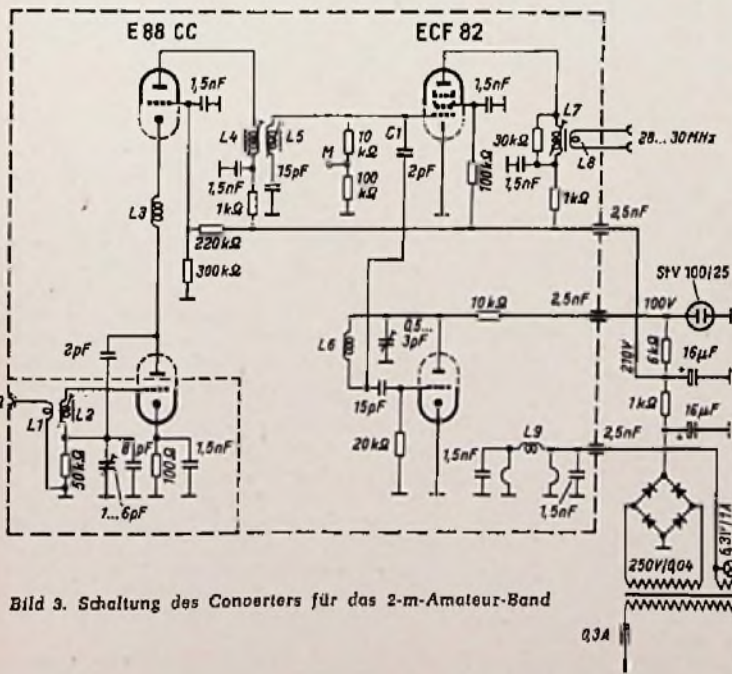 E 88 CC
ECF 82
1,5nF
1,5nF
L7
L4
L5
10 kΩ
C1
2pF
30kΩ
L8
28...30MHz
M
15pF
100 kΩ
100kΩ
1,5nF
1kΩ
1,5nF
1kΩ
L3
220kΩ
2,5nF
300kΩ
StV 100/25
10kΩ
2,5nF
100V
2pF
L6
0,5...3pF
210V
6kΩ
16µF
+
15pF
1kΩ
L1
L2
20kΩ
L9
2,5nF
16µF
+
50kΩ
8pF
100Ω
1,5nF
1,5nF
1...6pF
1,5nF
6,3V/1A
250V/0,04
Bild 3. Schaltung des Converters für das 2-m-Amateur-Band
0,3A